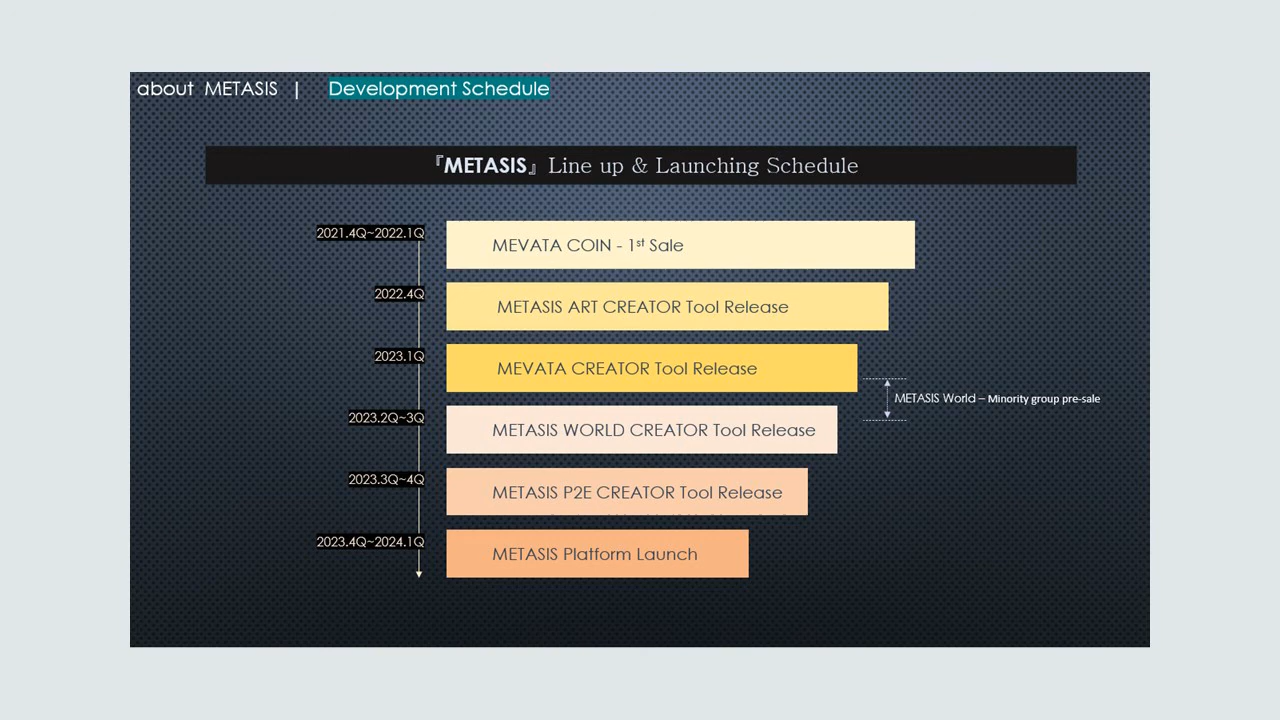 about METASIS | Development Schedule
『METASIS』 Line up & Launching Schedule
2021.4Q~2022.1Q
MEVATA COIN - 1st Sale
2022.4Q
METASIS ART CREATOR Tool Release
2023.1Q
MEVATA CREATOR Tool Release
METASIS World – Minority group pre-sale
2023.2Q~3Q
METASIS WORLD CREATOR Tool Release
2023.3Q~4Q
METASIS P2E CREATOR Tool Release
2023.4Q~2024.1Q
METASIS Platform Launch